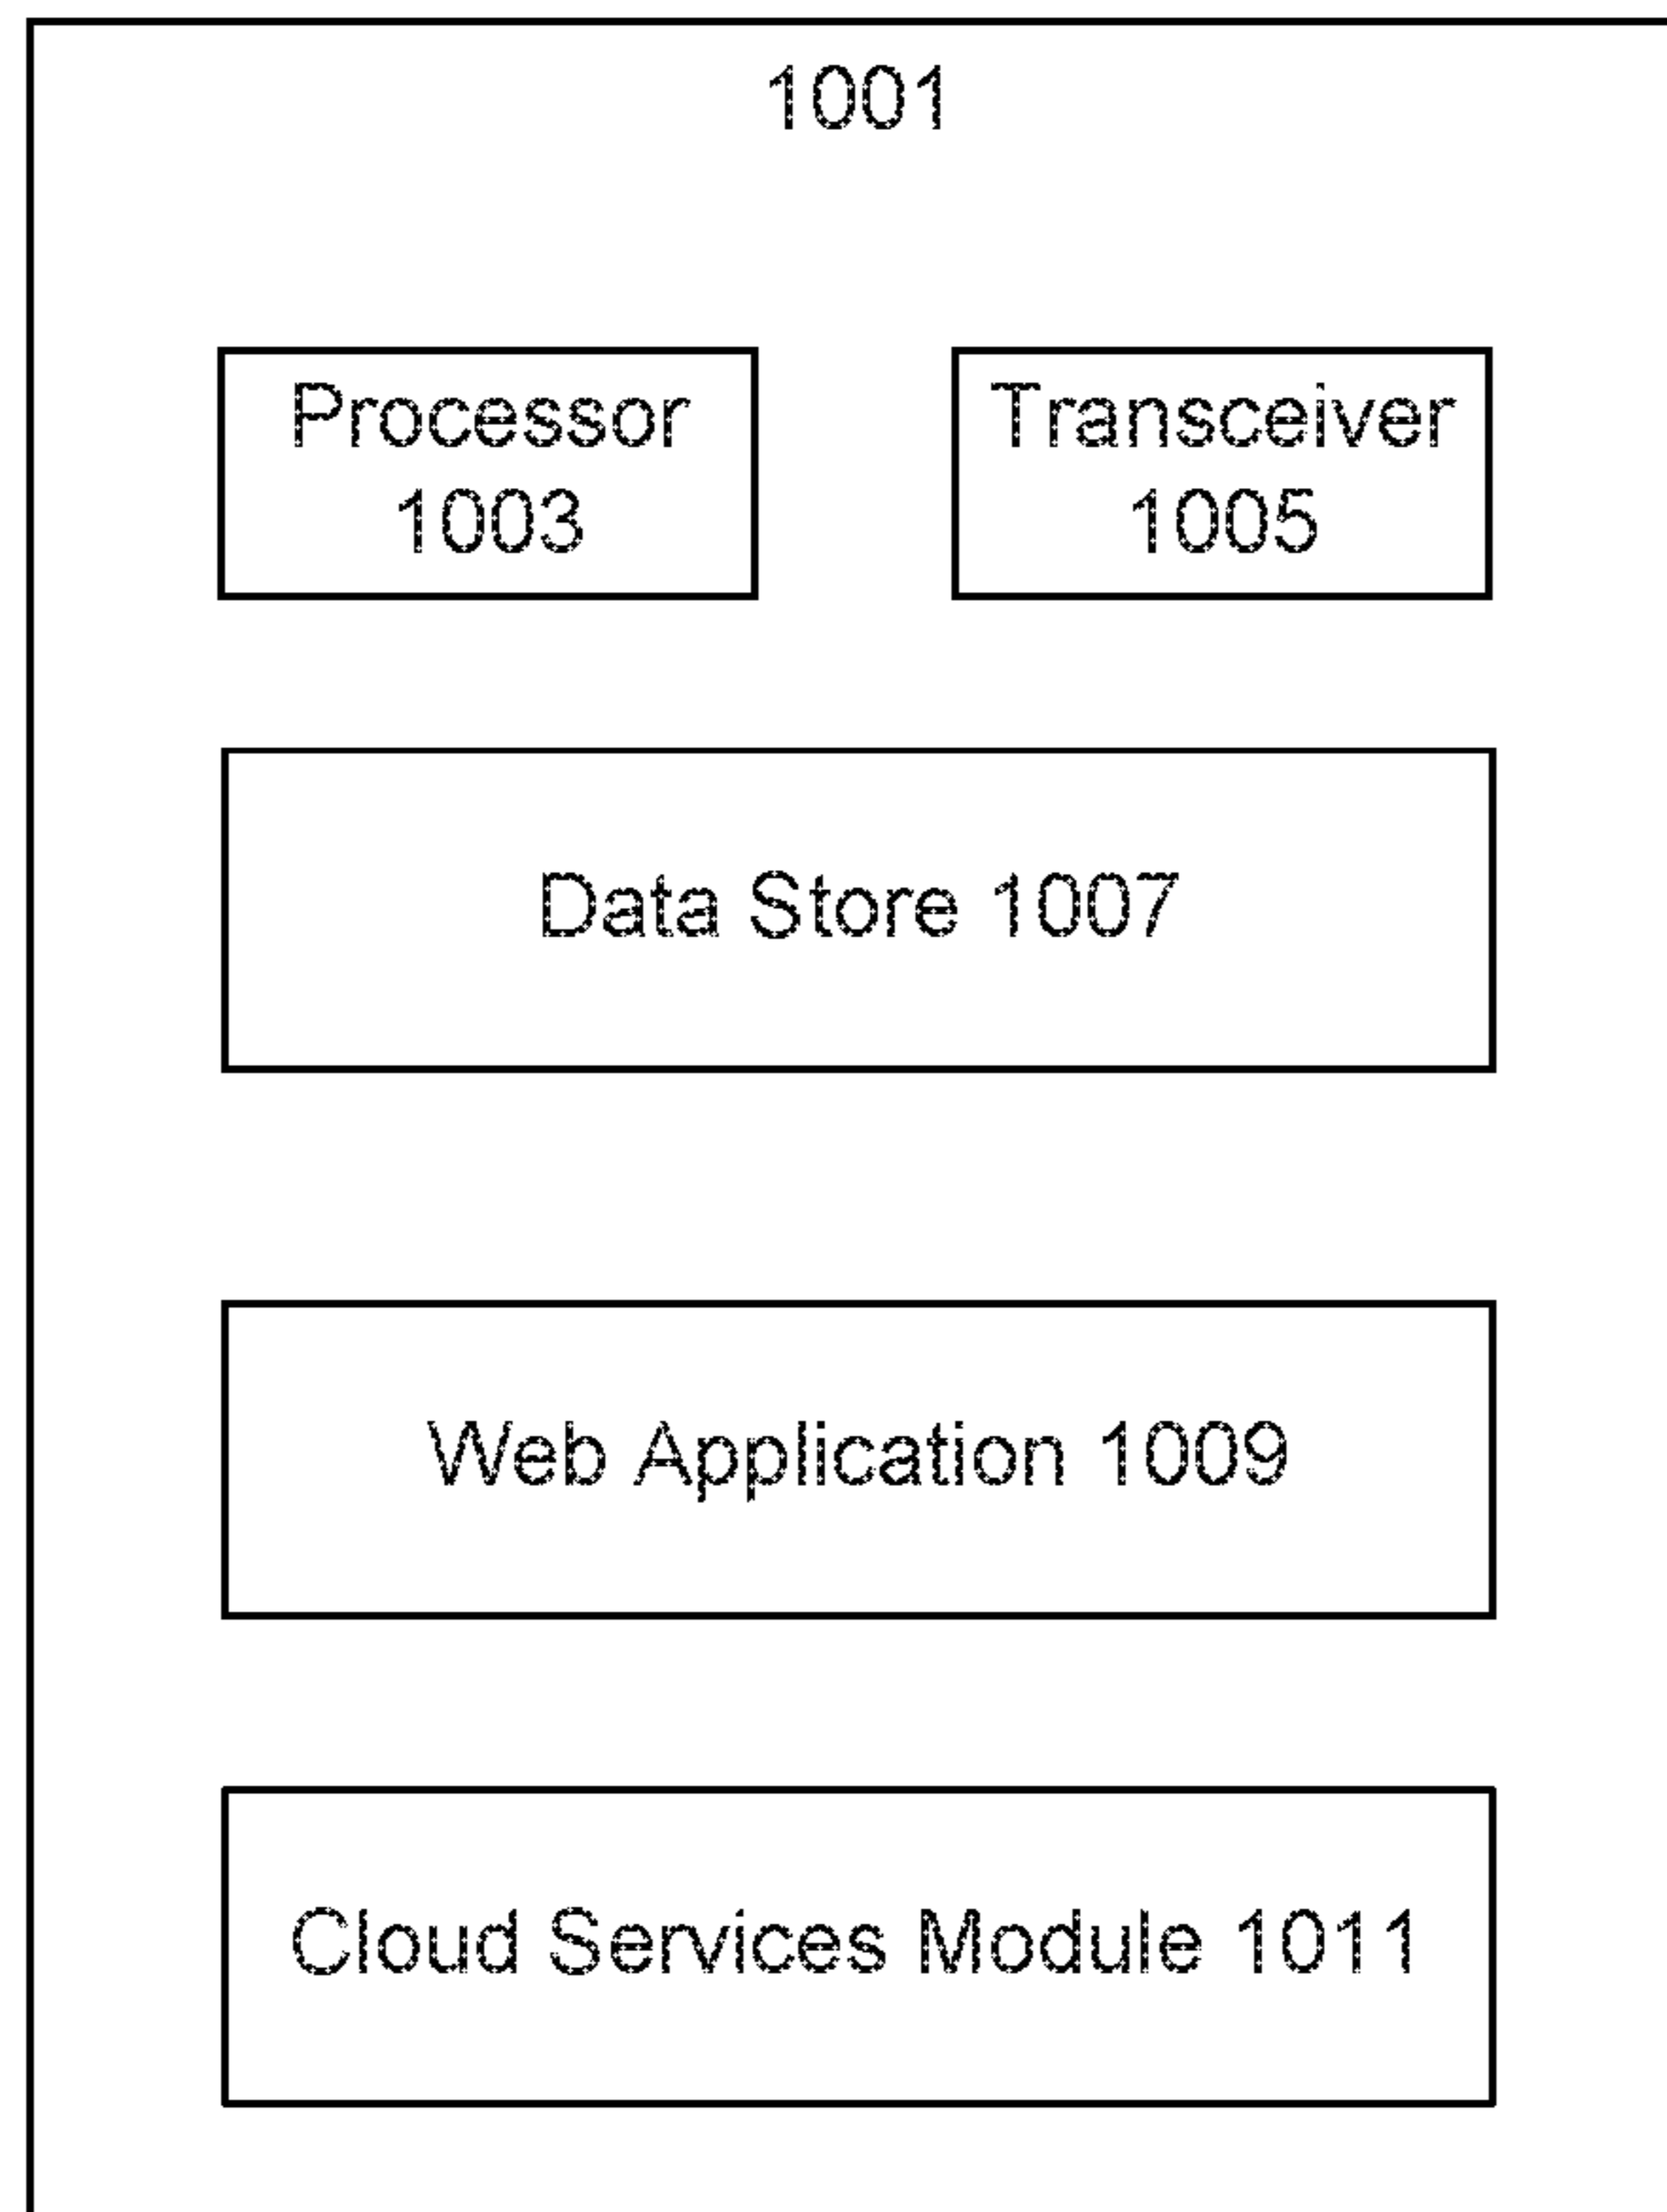 1001
Processor
1003
Transceiver
1005
Data Store 1007
Web Application 1009
Cloud Services Module 1011